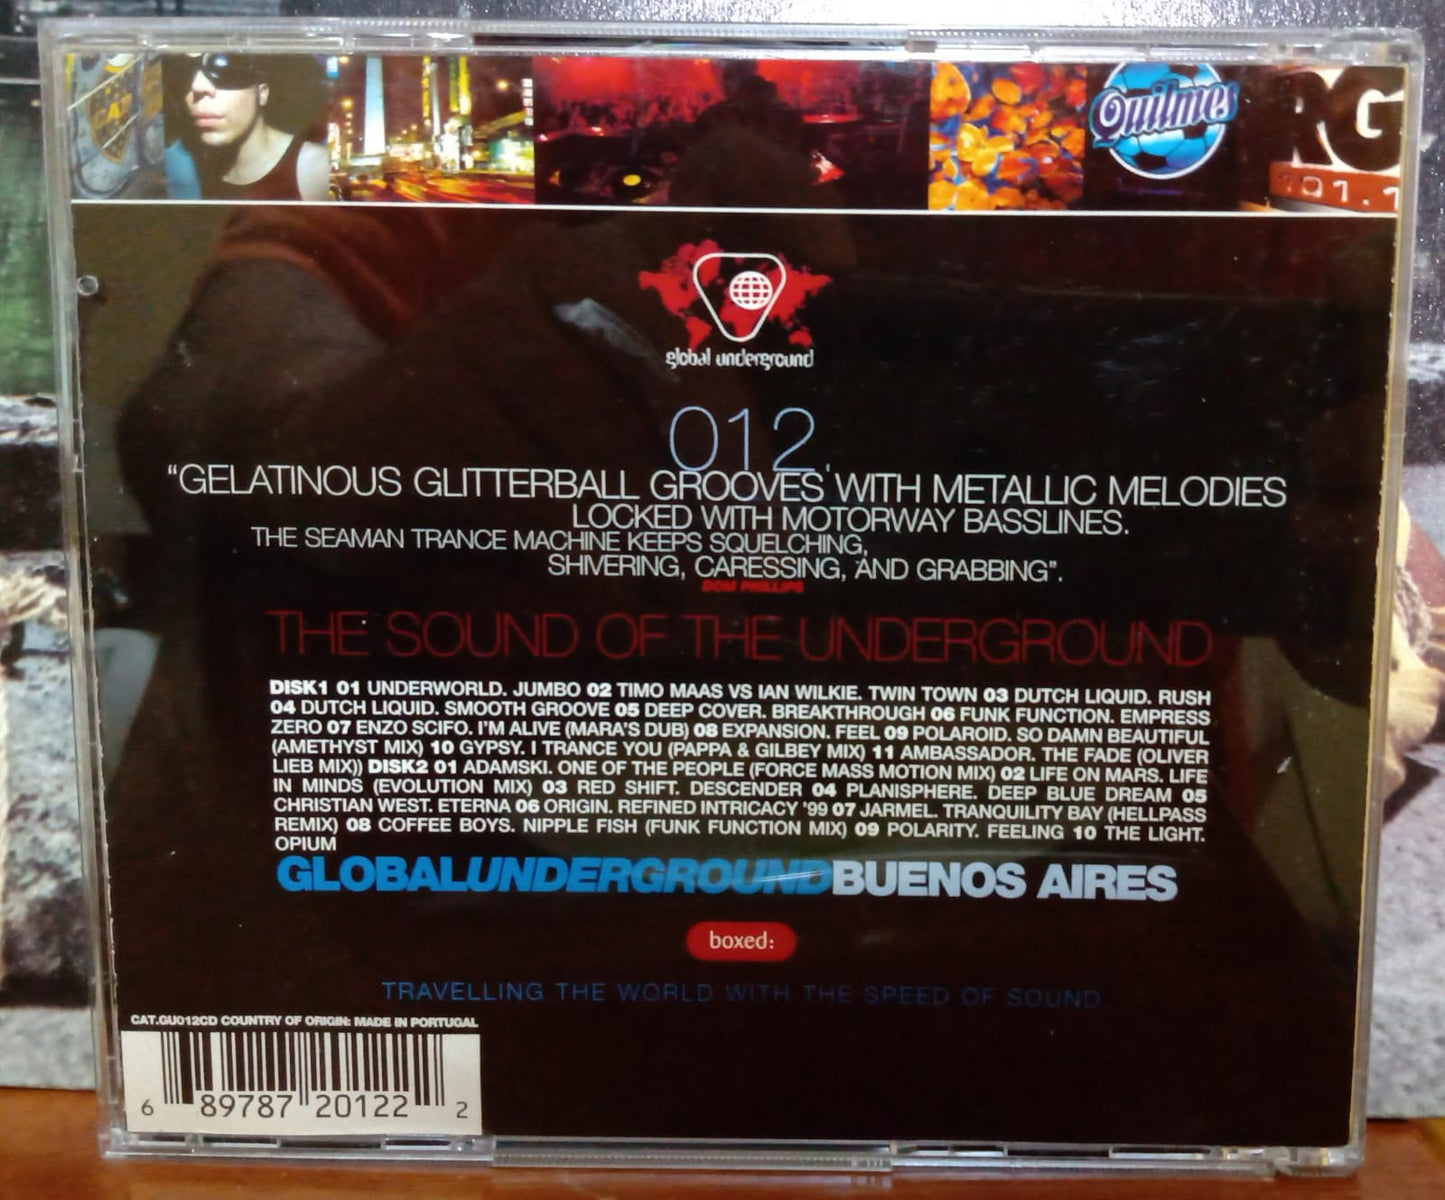 Quilmes
RG
101.1
global underground
012.
“GELATINOUS GLITTERBALL GROOVES WITH METALLIC MELODIES
LOCKED WITH MOTORWAY BASSLINES.
THE SEAMAN TRANCE MACHINE KEEPS SQUELCHING,
SHIVERING, CARESSING, AND GRABBING”.
DOM PHILLIPS
THE SOUND OF THE UNDERGROUND
DISK1 01 UNDERWORLD. JUMBO 02 TIMO MAAS VS IAN WILKIE. TWIN TOWN 03 DUTCH LIQUID. RUSH
04 DUTCH LIQUID. SMOOTH GROOVE 05 DEEP COVER. BREAKTHROUGH 06 FUNK FUNCTION. EMPRESS
ZERO 07 ENZO SCIFO. I'M ALIVE (MARA'S DUB) 08 EXPANSION. FEEL 09 POLAROID. SO DAMN BEAUTIFUL
(AMETHYST MIX) 10 GYPSY. I TRANCE YOU (PAPPA & GILBEY MIX) 11 AMBASSADOR. THE FADE (OLIVER
LIEB MIX)) DISK2 01 ADAMSKI. ONE OF THE PEOPLE (FORCE MASS MOTION MIX) 02 LIFE ON MARS. LIFE
IN MINDS (EVOLUTION MIX) 03 RED SHIFT. DESCENDER 04 PLANISPHERE. DEEP BLUE DREAM 05
CHRISTIAN WEST. ETERNA 06 ORIGIN. REFINED INTRICACY '99 07 JARMEL. TRANQUILITY BAY (HELLPASS
REMIX) 08 COFFEE BOYS. NIPPLE FISH (FUNK FUNCTION MIX) 09 POLARITY. FEELING 10 THE LIGHT.
OPIUM
GLOBALUNDERGROUNDBUENOS AIRES
boxed:
TRAVELLING THE WORLD WITH THE SPEED OF SOUND
CAT.GU012CD COUNTRY OF ORIGIN: MADE IN PORTUGAL
6 89787 20122 2